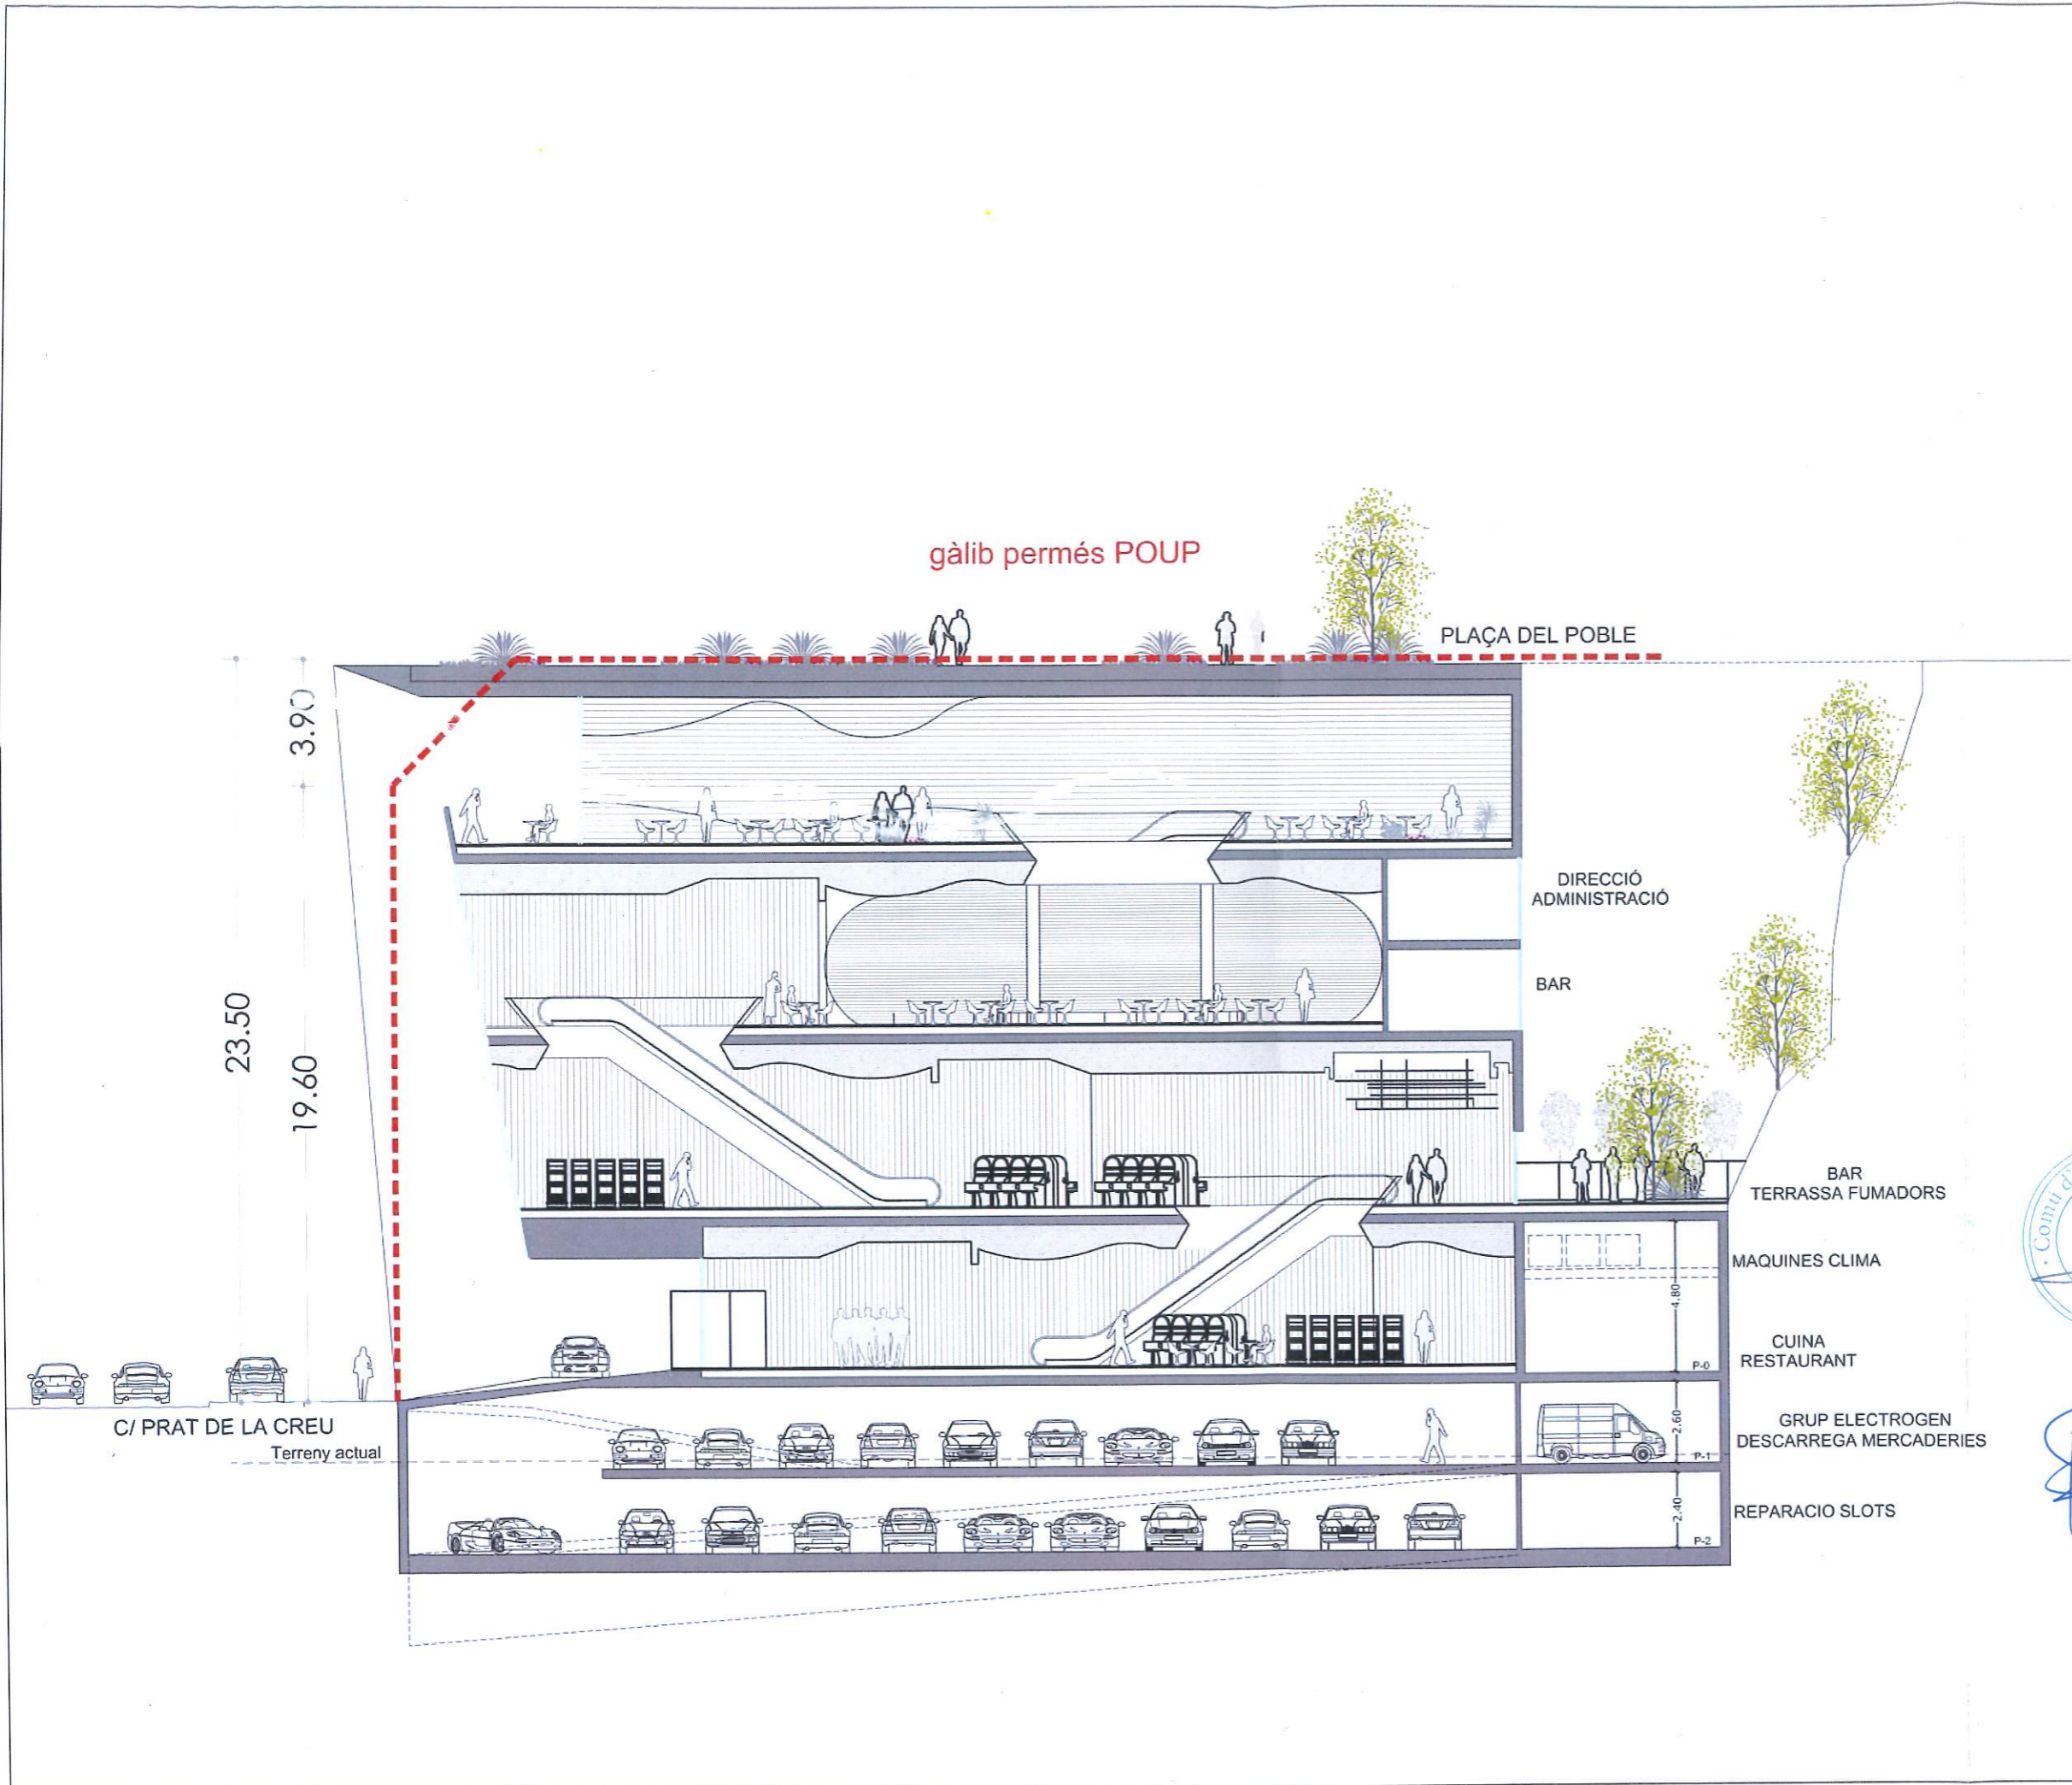 gàlib permés POUP
PLAÇA DEL POBLE
3.90
23.50
19.60
DIRECCIÓ
ADMINISTRACIÓ
BAR
BAR
TERRASSA FUMADORS
MAQUINES CLIMA
4.80
CUINA
RESTAURANT
P-0
C/ PRAT DE LA CREU
Terreny actual
2.60
GRUP ELECTROGEN
DESCARREGA MERCADERIES
P-1
2.40
REPARACIO SLOTS
P-2
Comú d